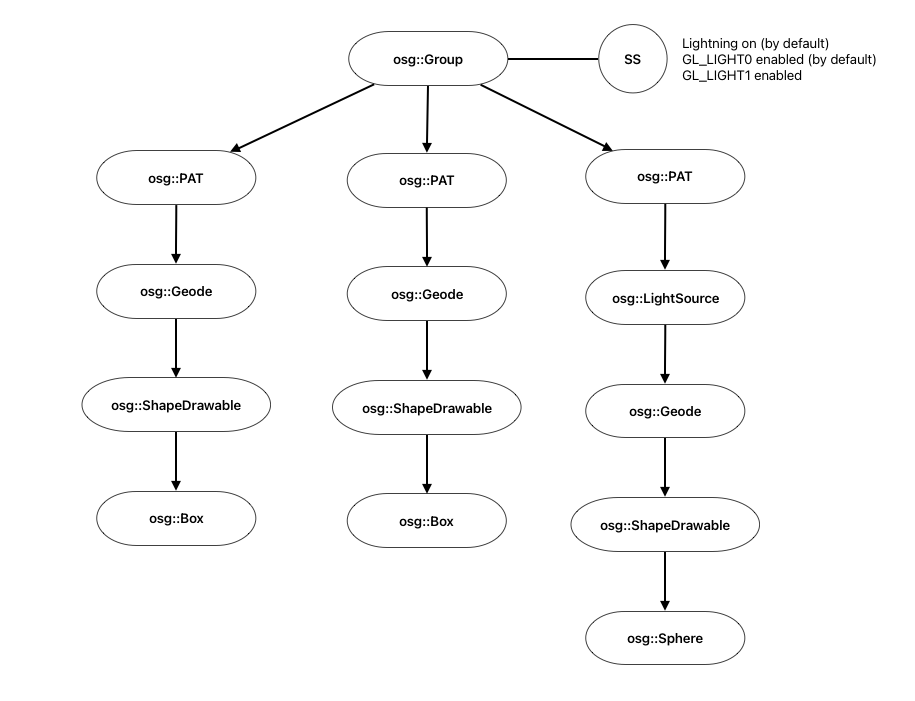 osg::Group
SS
Lightning on (by default)
GL_LIGHT0 enabled (by default)
GL_LIGHT1 enabled
osg::PAT
osg::PAT
osg::PAT
osg::Geode
osg::Geode
osg::LightSource
osg::ShapeDrawable
osg::ShapeDrawable
osg::Geode
osg::Box
osg::Box
osg::ShapeDrawable
osg::Sphere